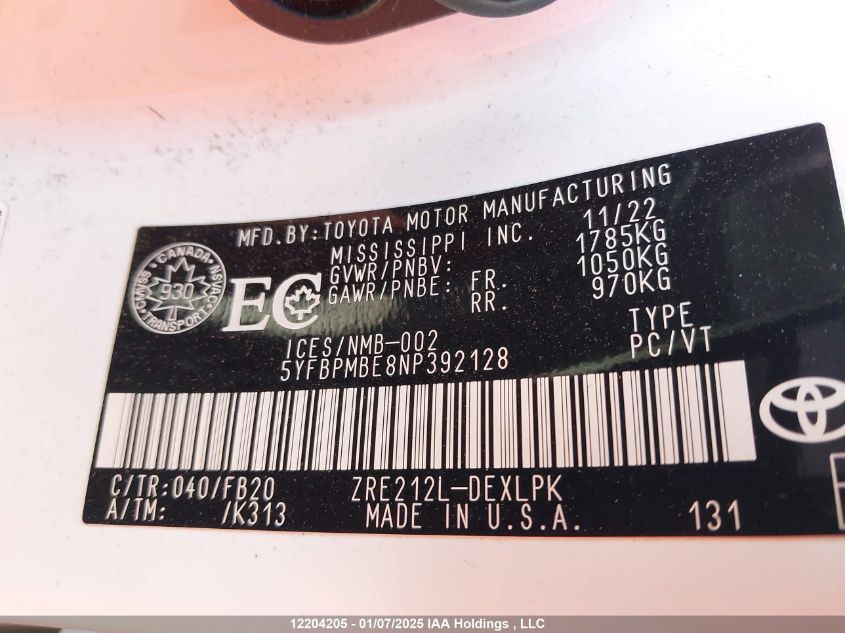 MFD.BY:TOYOTA MOTOR MANUFACTURING
MISSISSIPPI INC. 11/22
GVWR/PNBV: 1785KG
GAWR/PNBE: FR. 1050KG
RR. 970KG
CANADA
930
TRANSPORT
EC
ICES/NMB-002
TYPE
5YFBPMBE8NP392128
PC/VT
C/TR:040/FB20
ZRE212L-DEXLPK
A/TM: /K313
MADE IN U.S.A.
131
12204205 - 01/07/2025 IAA Holdings , LLC